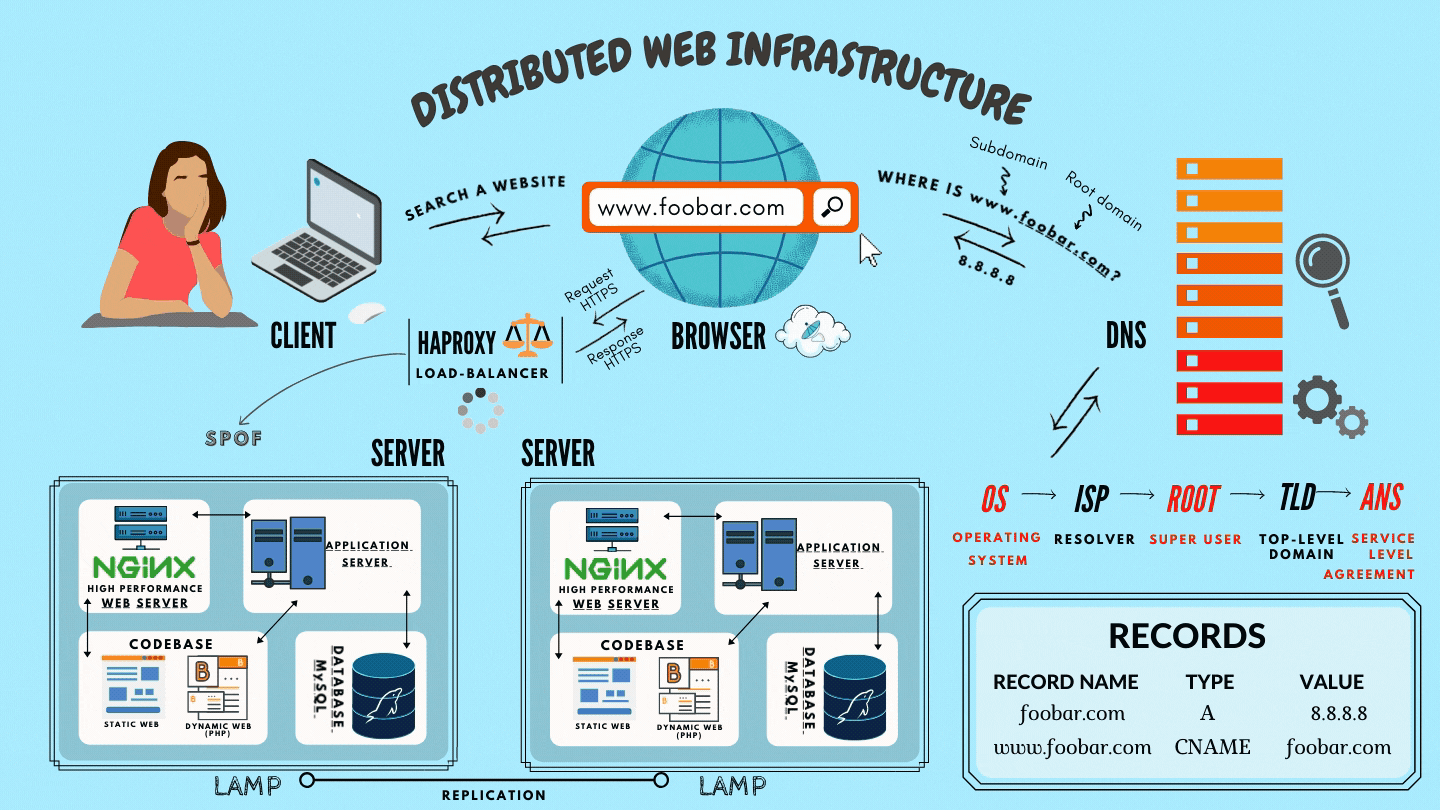 DISTRIBUTED WEB INFRASTRUCTURE
SEARCH A WEBSITE
www.foobar.com
WHERE IS www.foobar.com?
Subdomain
Root domain
8.8.8.8
CLIENT
HAPROXY
LOAD-BALANCER
Request
HTTPS
Response
HTTPS
BROWSER
DNS
SPOF
SERVER
SERVER
NGINX
HIGH PERFORMANCE
WEB SERVER
APPLICATION
SERVER
CODEBASE
STATIC WEB
DYNAMIC WEB
(PHP)
B
B
DATABASE
MySQL
NGINX
HIGH PERFORMANCE
WEB SERVER
APPLICATION
SERVER
CODEBASE
STATIC WEB
DYNAMIC WEB
(PHP)
B
B
DATABASE
MySQL
LAMP
REPLICATION
LAMP
OS ISP ROOT TLD ANS
OPERATING
SYSTEM
RESOLVER
SUPER USER
TOP-LEVEL
DOMAIN
SERVICE
LEVEL
AGREEMENT
RECORDS
RECORD NAME TYPE VALUE
foobar.com A 8.8.8.8
www.foobar.com CNAME foobar.com